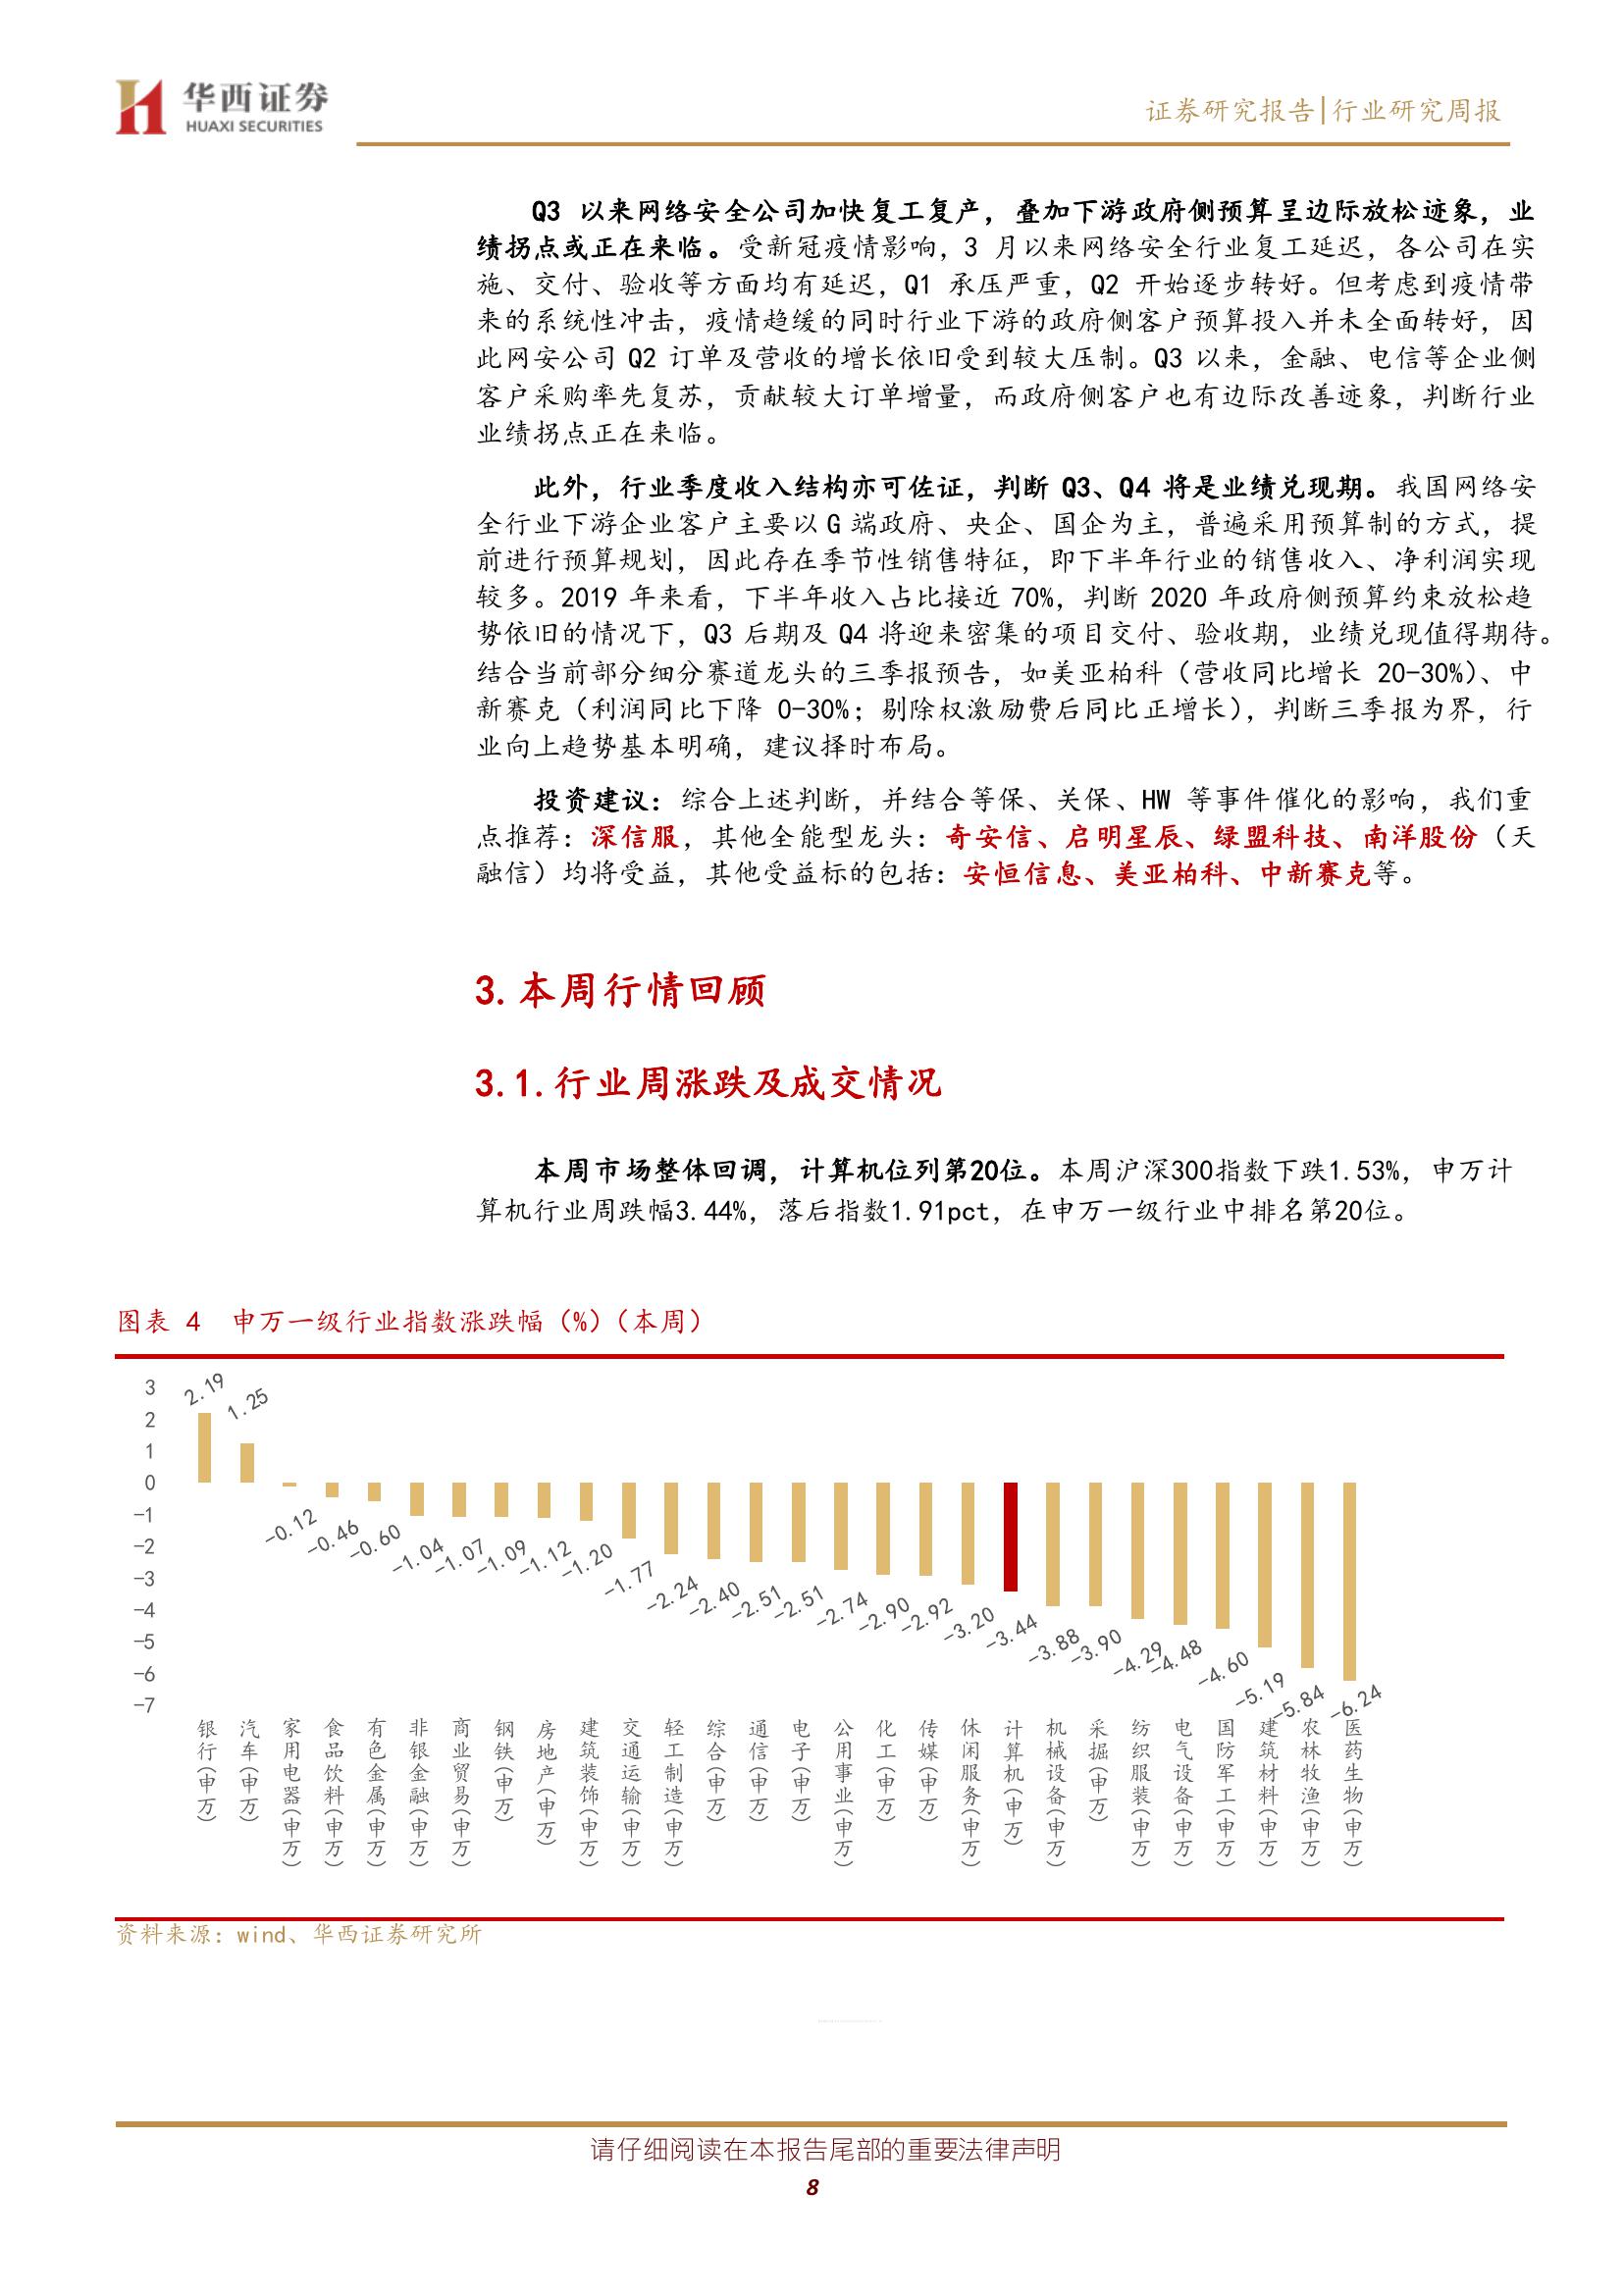 华西证券
HUAXI SECURITIES
证券研究报告|行业研究周报
Q3 以来网络安全公司加快复工复产，叠加下游政府侧预算呈边际放松迹象，业
绩拐点或正在来临。受新冠疫情影响，3 月以来网络安全行业复工延迟，各公司在实
施、交付、验收等方面均有延迟，Q1 承压严重，Q2 开始逐步转好。但考虑到疫情带
来的系统性冲击，疫情趋缓的同时行业下游的政府侧客户预算投入并未全面转好，因
此网安公司 Q2 订单及营收的增长依旧受到较大压制。Q3 以来，金融、电信等企业侧
客户采购率先复苏，贡献较大订单增量，而政府侧客户也有边际改善迹象，判断行业
业绩拐点正在来临。
此外，行业季度收入结构亦可佐证，判断 Q3、Q4 将是业绩兑现期。我国网络安
全行业下游企业客户主要以 G 端政府、央企、国企为主，普遍采用预算制的方式，提
前进行预算规划，因此存在季节性销售特征，即下半年行业的销售收入、净利润实现
较多。2019 年来看，下半年收入占比接近 70%，判断 2020 年政府侧预算约束放松趋
势依旧的情况下，Q3 后期及 Q4 将迎来密集的项目交付、验收期，业绩兑现值得期待。
结合当前部分细分赛道龙头的三季报预告，如美亚柏科（营收同比增长 20-30%）、中
新赛克（利润同比下降 0-30%；剔除权激励费后同比正增长），判断三季报为界，行
业向上趋势基本明确，建议择时布局。
投资建议：综合上述判断，并结合等保、关保、HW 等事件催化的影响，我们重
点推荐：深信服，其他全能型龙头：奇安信、启明星辰、绿盟科技、南洋股份（天
融信）均将受益，其他受益标的包括：安恒信息、美亚柏科、中新赛克等。
3.本周行情回顾
3.1.行业周涨跌及成交情况
本周市场整体回调，计算机位列第20位。本周沪深300指数下跌1.53%，申万计
算机行业周跌幅3.44%，落后指数1.91pct，在申万一级行业中排名第20位。
图表 4 申万一级行业指数涨跌幅（%）（本周）
3
2
1
0
-1
-2
-3
-4
-5
-6
-7
2.19
1.25
-0.12
-0.46
-0.60
-1.04
-1.07
-1.09
-1.12
-1.20
-1.77
-2.24
-2.40
-2.51
-2.51
-2.74
-2.90
-2.92
-3.20
-3.44
-3.88
-3.90
-4.29
-4.48
-4.60
-5.19
-5.84
-6.24
银行(申万)
汽车(申万)
家用电器(申万)
食品饮料(申万)
有色金属(申万)
非银金融(申万)
商业贸易(申万)
钢铁(申万)
房地产(申万)
建筑装饰(申万)
交通运输(申万)
轻工制造(申万)
综合(申万)
通信(申万)
电子(申万)
公用事业(申万)
化工(申万)
传媒(申万)
休闲服务(申万)
计算机(申万)
机械设备(申万)
采掘(申万)
纺织服装(申万)
电气设备(申万)
国防军工(申万)
建筑材料(申万)
农林牧渔(申万)
医药生物(申万)
资料来源：wind、华西证券研究所
请仔细阅读在本报告尾部的重要法律声明
8